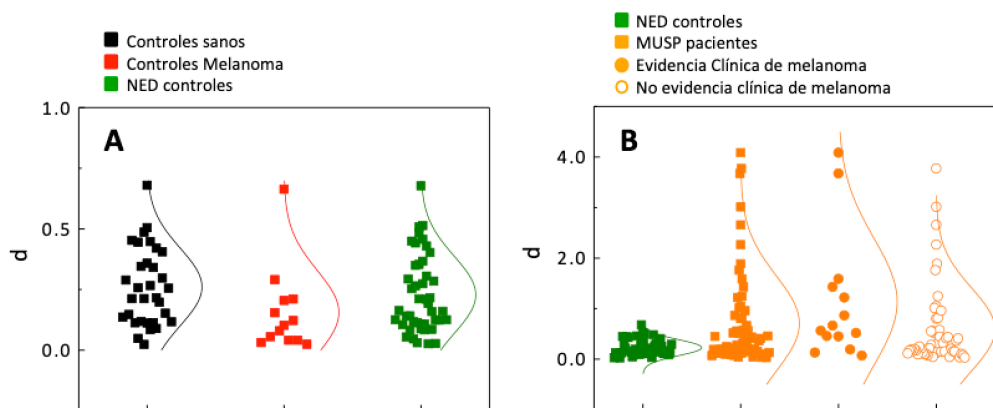 Controles sanos
Controles Melanoma
NED controles
1.0
A
0.5
d
0.0
NED controles
MUSP pacientes
Evidencia Clínica de melanoma
No evidencia clínica de melanoma
B
4.0
d
2.0
0.0